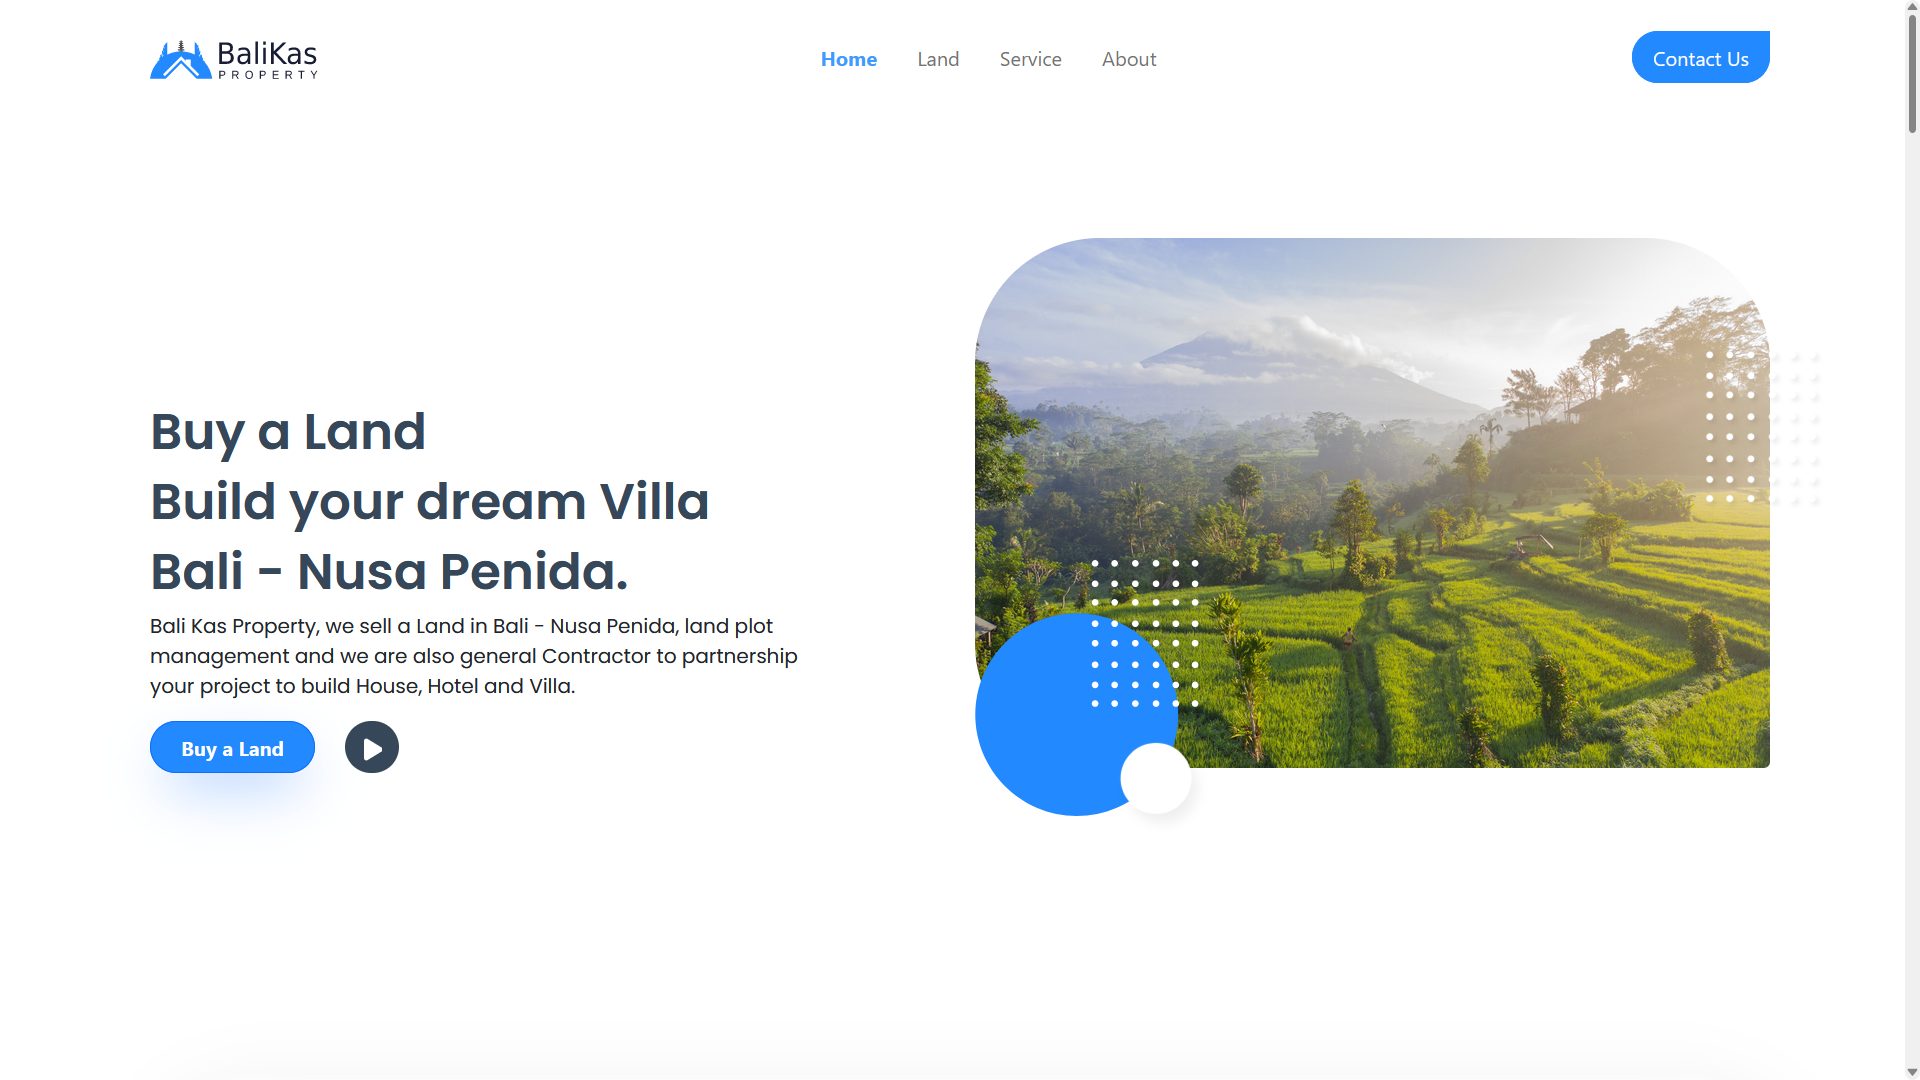 BaliKas
PROPERTY
Home
Land
Service
About
Contact Us
Buy a Land
Build your dream Villa
Bali - Nusa Penida.
Bali Kas Property, we sell a Land in Bali - Nusa Penida, land plot
management and we are also general Contractor to partnership
your project to build House, Hotel and Villa.
Buy a Land